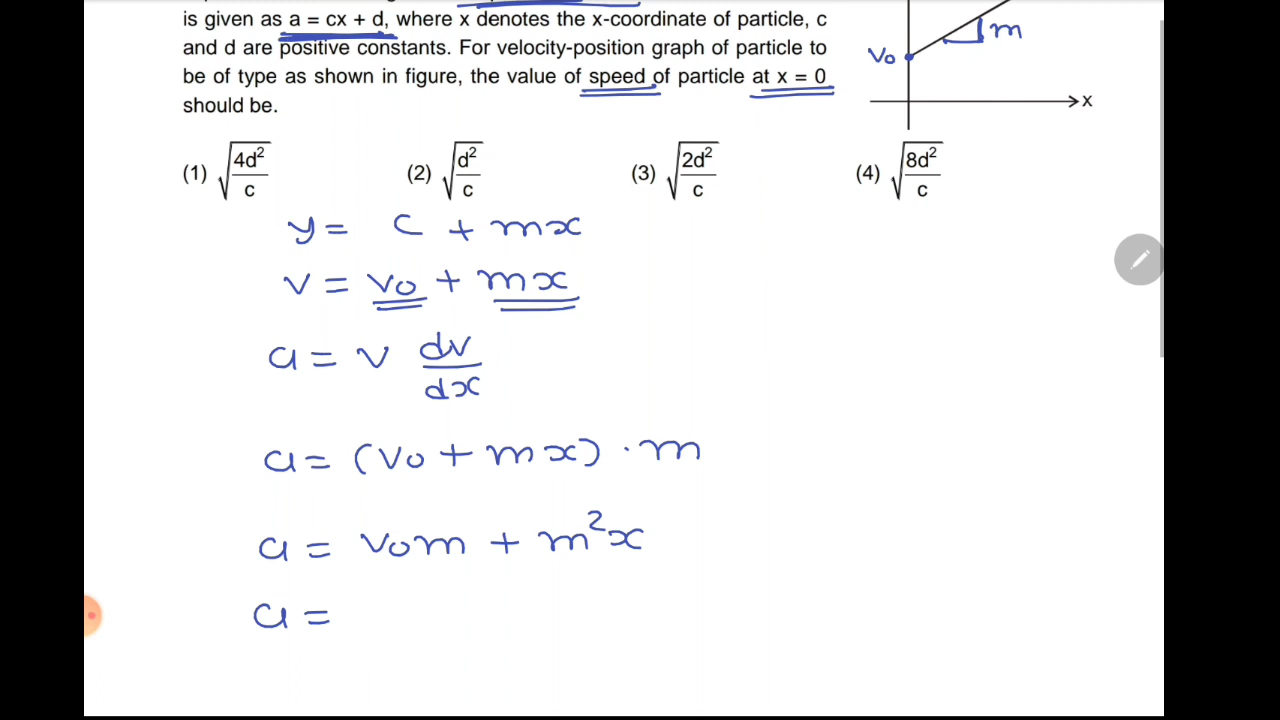 is given as a = cx + d, where x denotes the x-coordinate of particle, c
and d are positive constants. For velocity-position graph of particle to
be of type as shown in figure, the value of speed of particle at x = 0
should be.
m
v₀
x
(1) √(4d²/c) (2) √(d²/c) (3) √(2d²/c) (4) √(8d²/c)
y = c + mx
v = v₀ + mx
a = v dv/dx
a = (v₀ + mx) · m
a = v₀m + m²x
a =